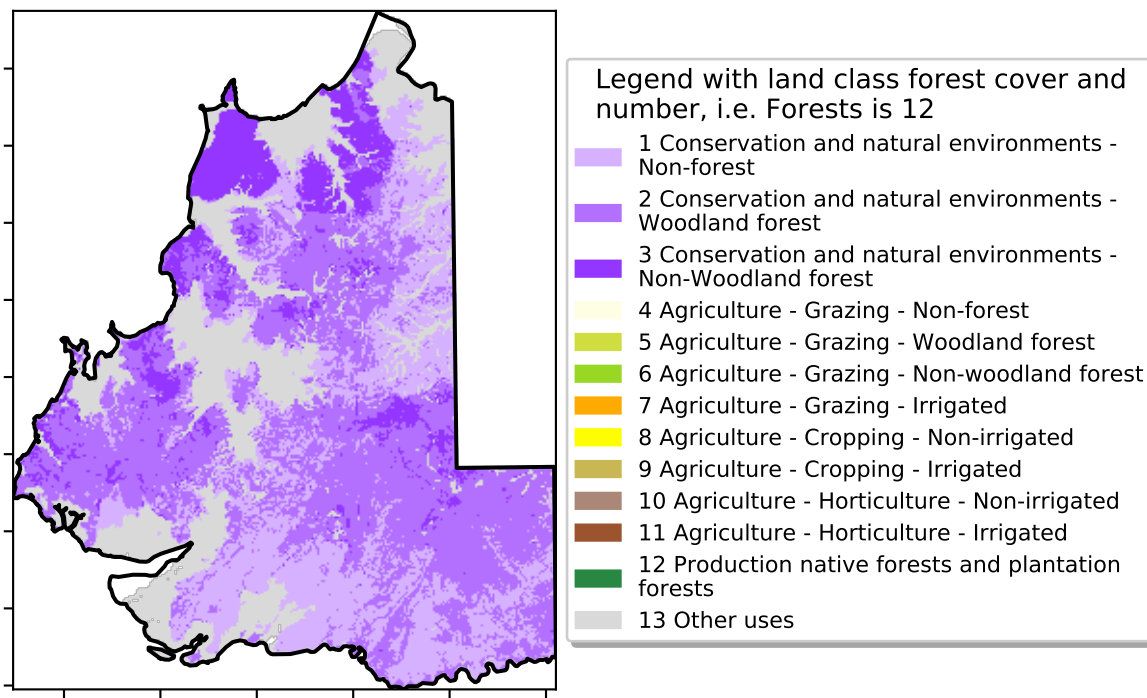 Legend with land class forest cover and
number, i.e. Forests is 12
1 Conservation and natural environments -
Non-forest
2 Conservation and natural environments -
Woodland forest
3 Conservation and natural environments -
Non-Woodland forest
4 Agriculture - Grazing - Non-forest
5 Agriculture - Grazing - Woodland forest
6 Agriculture - Grazing - Non-woodland forest
7 Agriculture - Grazing - Irrigated
8 Agriculture - Cropping - Non-irrigated
9 Agriculture - Cropping - Irrigated
10 Agriculture - Horticulture - Non-irrigated
11 Agriculture - Horticulture - Irrigated
12 Production native forests and plantation
forests
13 Other uses